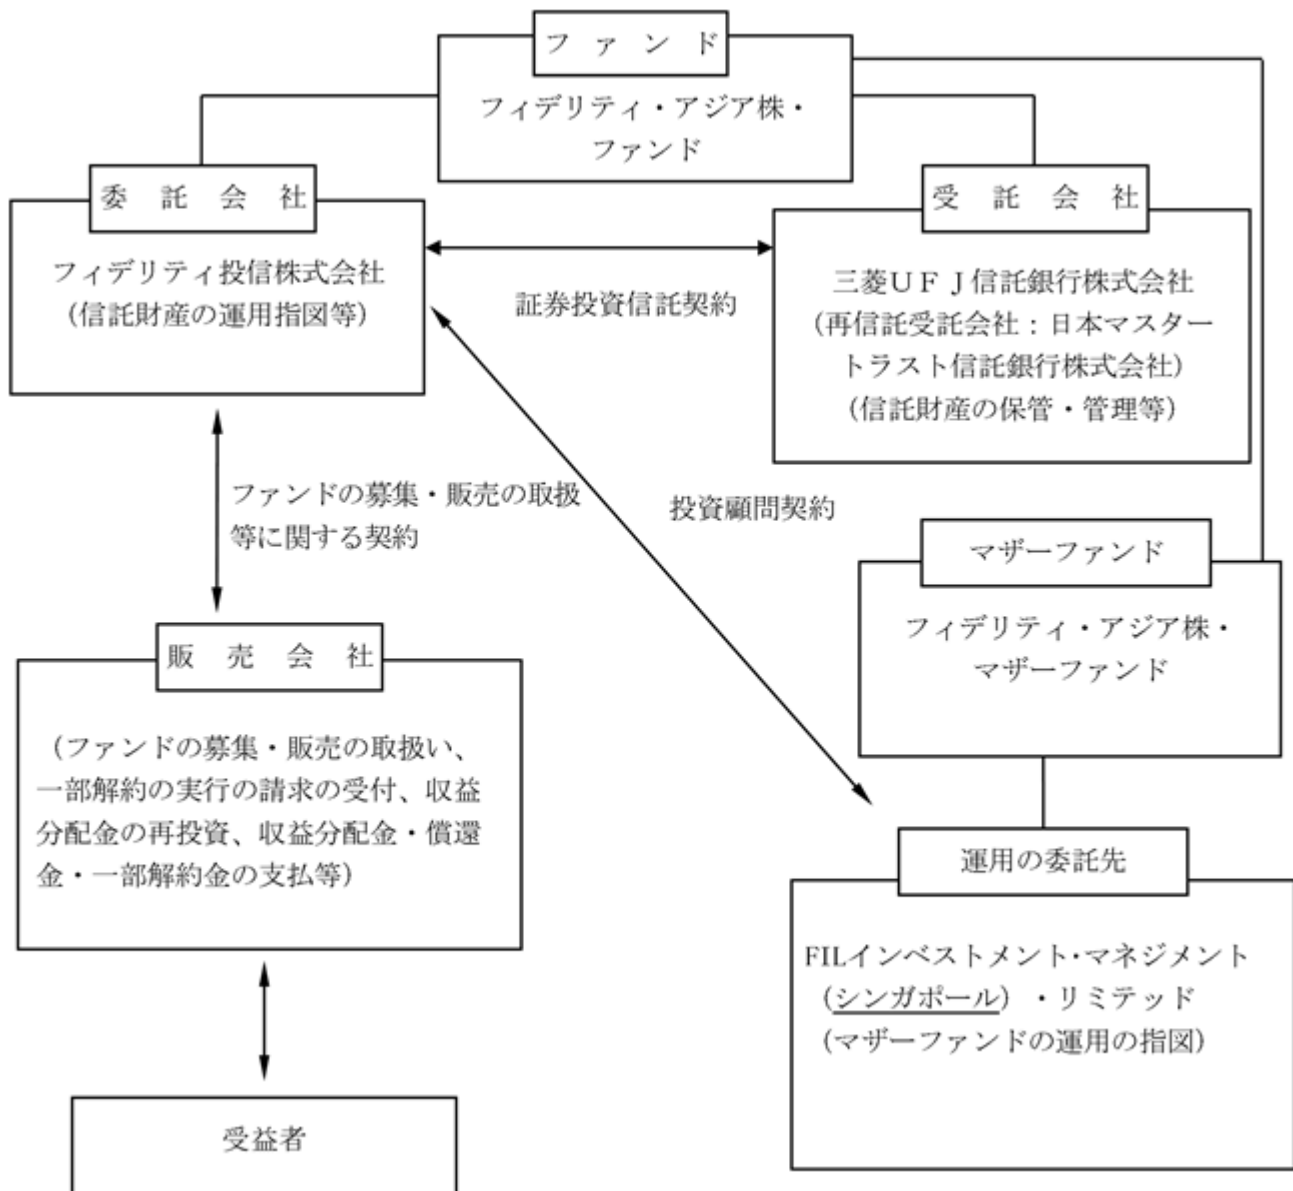 ファンド
フィデリティ・アジア株・
ファンド
委託会社
フィデリティ投信株式会社
(信託財産の運用指図等)
証券投資信託契約
受託会社
三菱UFJ信託銀行株式会社
(再信託受託会社:日本マスター
トラスト信託銀行株式会社)
(信託財産の保管・管理等)
ファンドの募集・販売の取扱
等に関する契約
投資顧問契約
マザーファンド
フィデリティ・アジア株・
マザーファンド
販売会社
(ファンドの募集・販売の取扱い、
一部解約の実行の請求の受付、収益
分配金の再投資、収益分配金・償還
金・一部解約金の支払等)
運用の委託先
FILインベストメント・マネジメント
(シンガポール)・リミテッド
(マザーファンドの運用の指図)
受益者